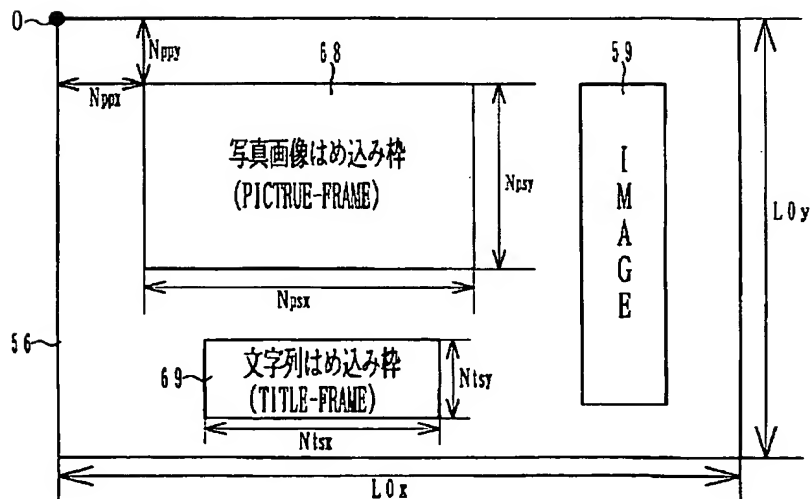 O
Nppy
68
59
Nppx
写真画像はめ込み枠
(PICTRUE-FRAME)
Npsy
IMAGE
L0y
Npsx
56
69
文字列はめ込み枠
(TITLE-FRAME)
Ntsy
Ntsx
L0x